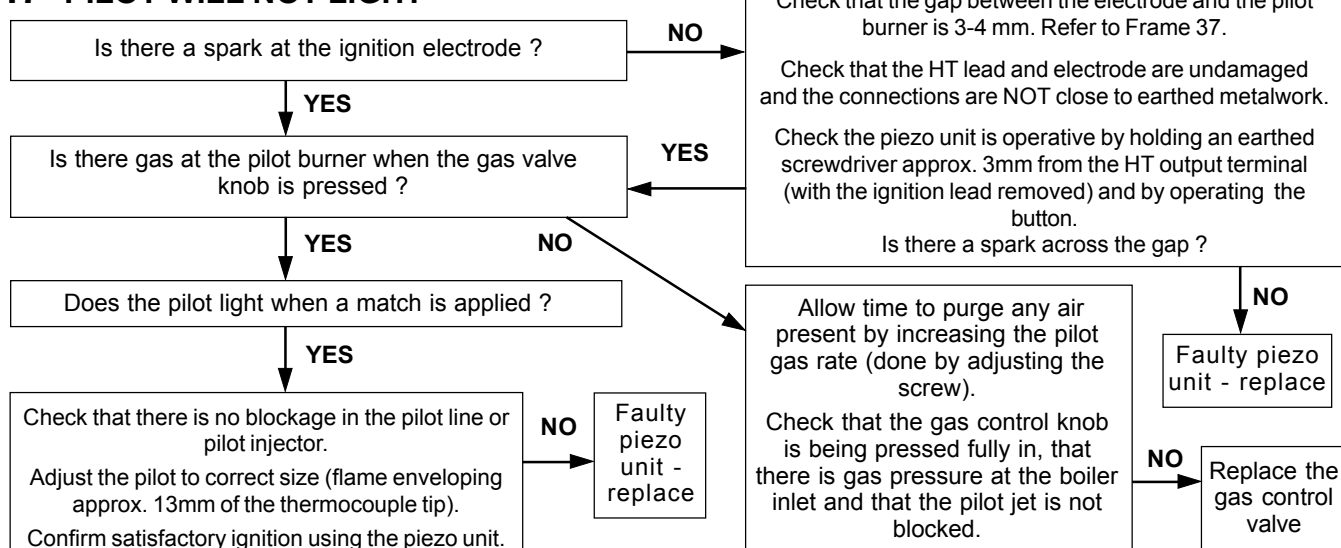 PILOT WILL NOT LIGHT
Is there a spark at the ignition electrode ?
NO
Check that the gap between the electrode and the pilot
burner is 3-4 mm. Refer to Frame 37.
Check that the HT lead and electrode are undamaged
and the connections are NOT close to earthed metalwork.
Check the piezo unit is operative by holding an earthed
screwdriver approx. 3mm from the HT output terminal
(with the ignition lead removed) and by operating the
button.
Is there a spark across the gap ?
YES
YES
Is there gas at the pilot burner when the gas valve
knob is pressed ?
NO
Faulty piezo
unit - replace
YES
NO
Does the pilot light when a match is applied ?
Allow time to purge any air
present by increasing the pilot
gas rate (done by adjusting the
screw).
Check that the gas control knob
is being pressed fully in, that
there is gas pressure at the boiler
inlet and that the pilot jet is not
blocked.
NO
Replace the
gas control
valve
YES
Check that there is no blockage in the pilot line or
pilot injector.
Adjust the pilot to correct size (flame enveloping
approx. 13mm of the thermocouple tip).
Confirm satisfactory ignition using the piezo unit.
NO
Faulty
piezo
unit -
replace